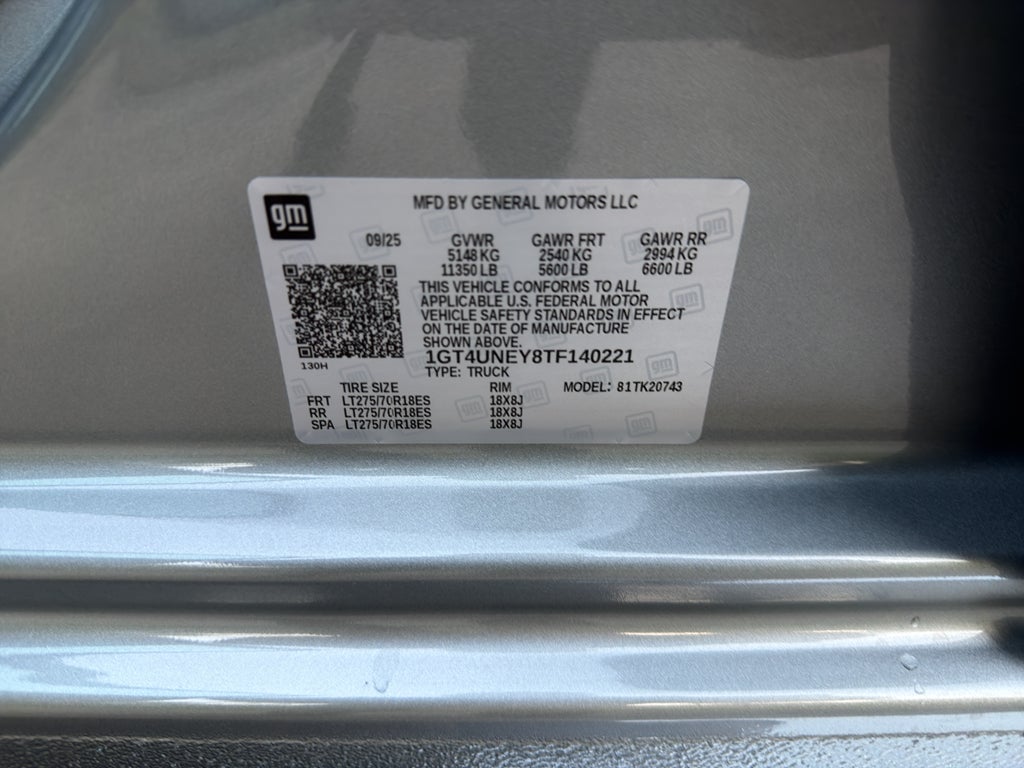 gm
MFD BY GENERAL MOTORS LLC
09/25 GVWR GAWR FRT GAWR RR
5148 KG 2540 KG 2994 KG
11350 LB 5600 LB 6600 LB
THIS VEHICLE CONFORMS TO ALL
APPLICABLE U.S. FEDERAL MOTOR
VEHICLE SAFETY STANDARDS IN EFFECT
ON THE DATE OF MANUFACTURE
SHOWN ABOVE.
130H
1GT4UNEY8TF140221
TYPE: TRUCK
TIRE SIZE RIM MODEL: 81TK20743
FRT LT275/70R18ES 18X8J
RR LT275/70R18ES 18X8J
SPA LT275/70R18ES 18X8J